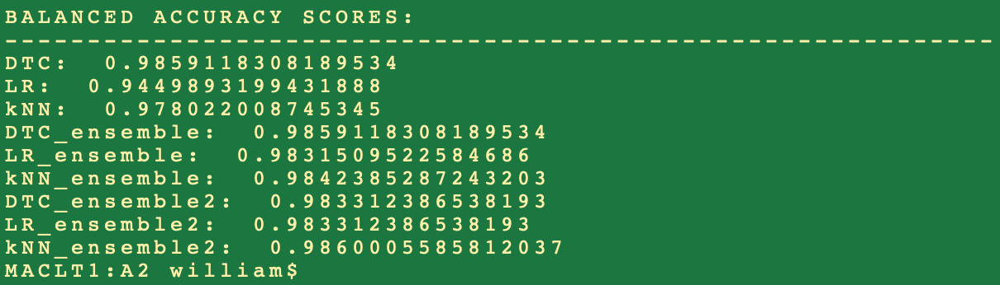 BALANCED ACCURACY SCORES:
------------------------------------------------------------
DTC:  0.9859118308189534
LR:  0.9449893199431888
kNN:  0.978022008745345
DTC_ensemble:  0.9859118308189534
LR_ensemble:  0.9831509522584686
kNN_ensemble:  0.9842385287243203
DTC_ensemble2:  0.983312386538193
LR_ensemble2:  0.983312386538193
kNN_ensemble2:  0.9860005585812037
MACLT1:A2 william$